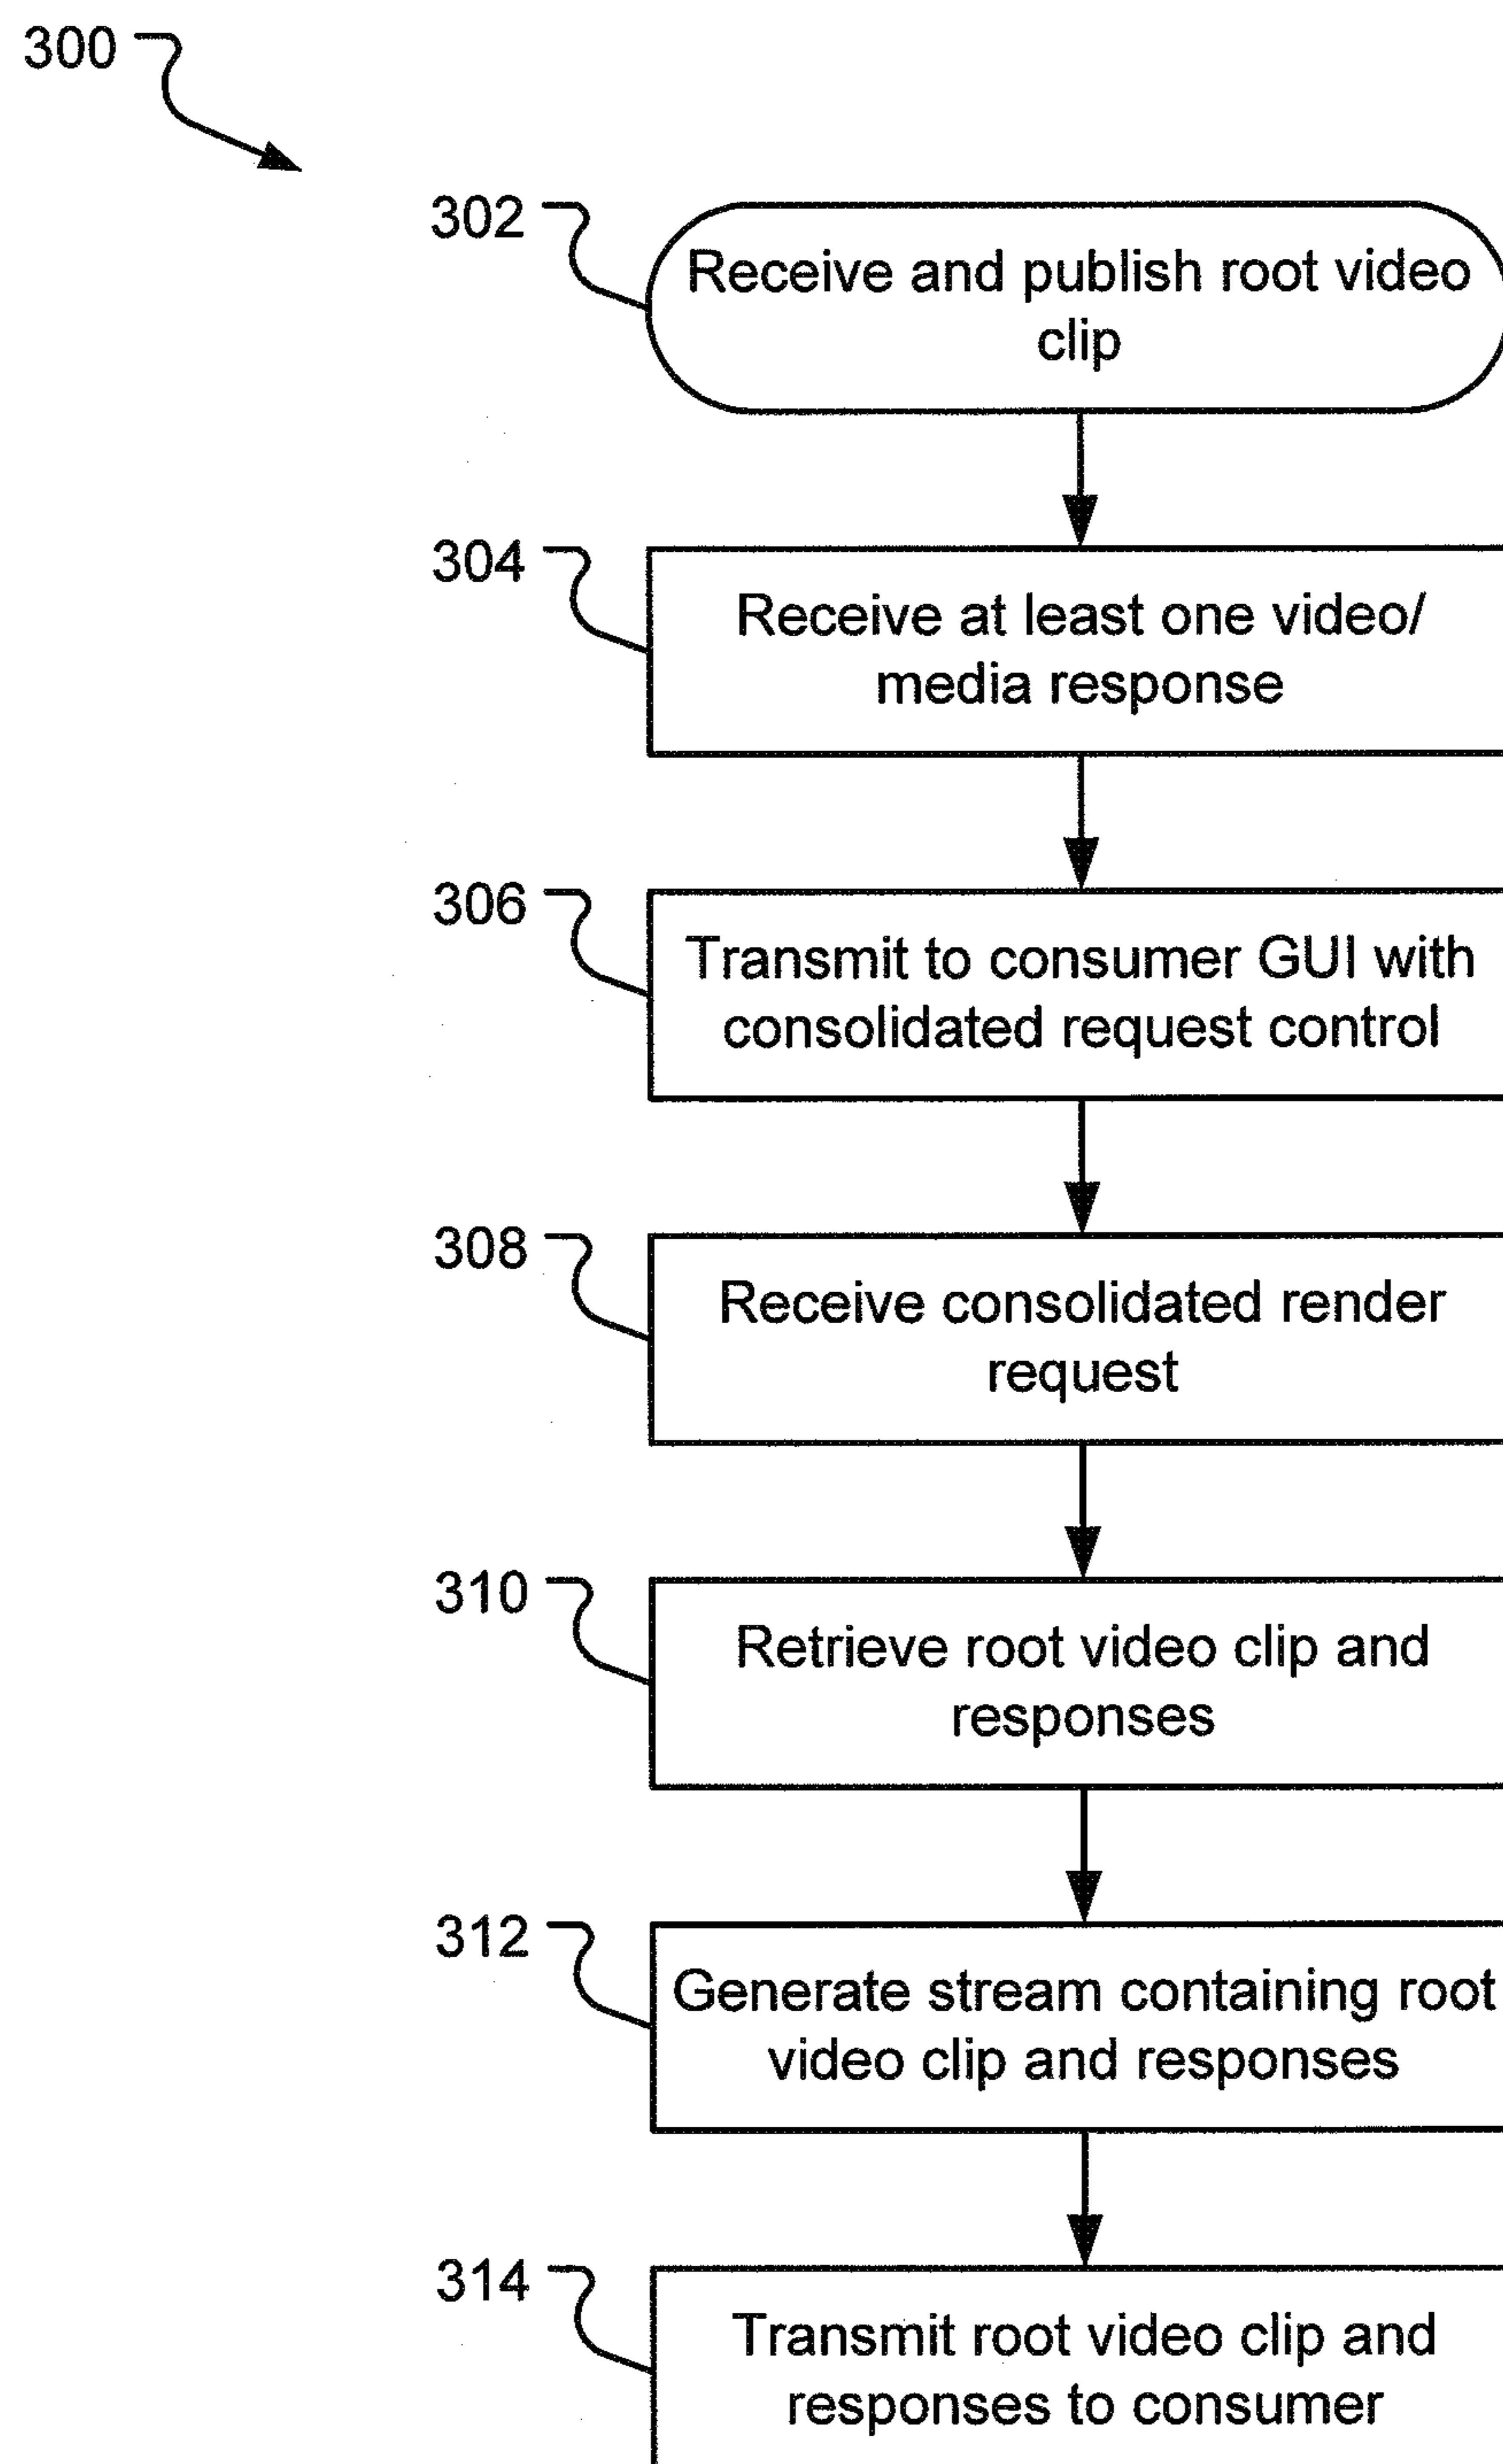 300
302
Receive and publish root video
clip
304
Receive at least one video/
media response
306
Transmit to consumer GUI with
consolidated request control
308
Receive consolidated render
request
310
Retrieve root video clip and
responses
312
Generate stream containing root
video clip and responses
314
Transmit root video clip and
responses to consumer